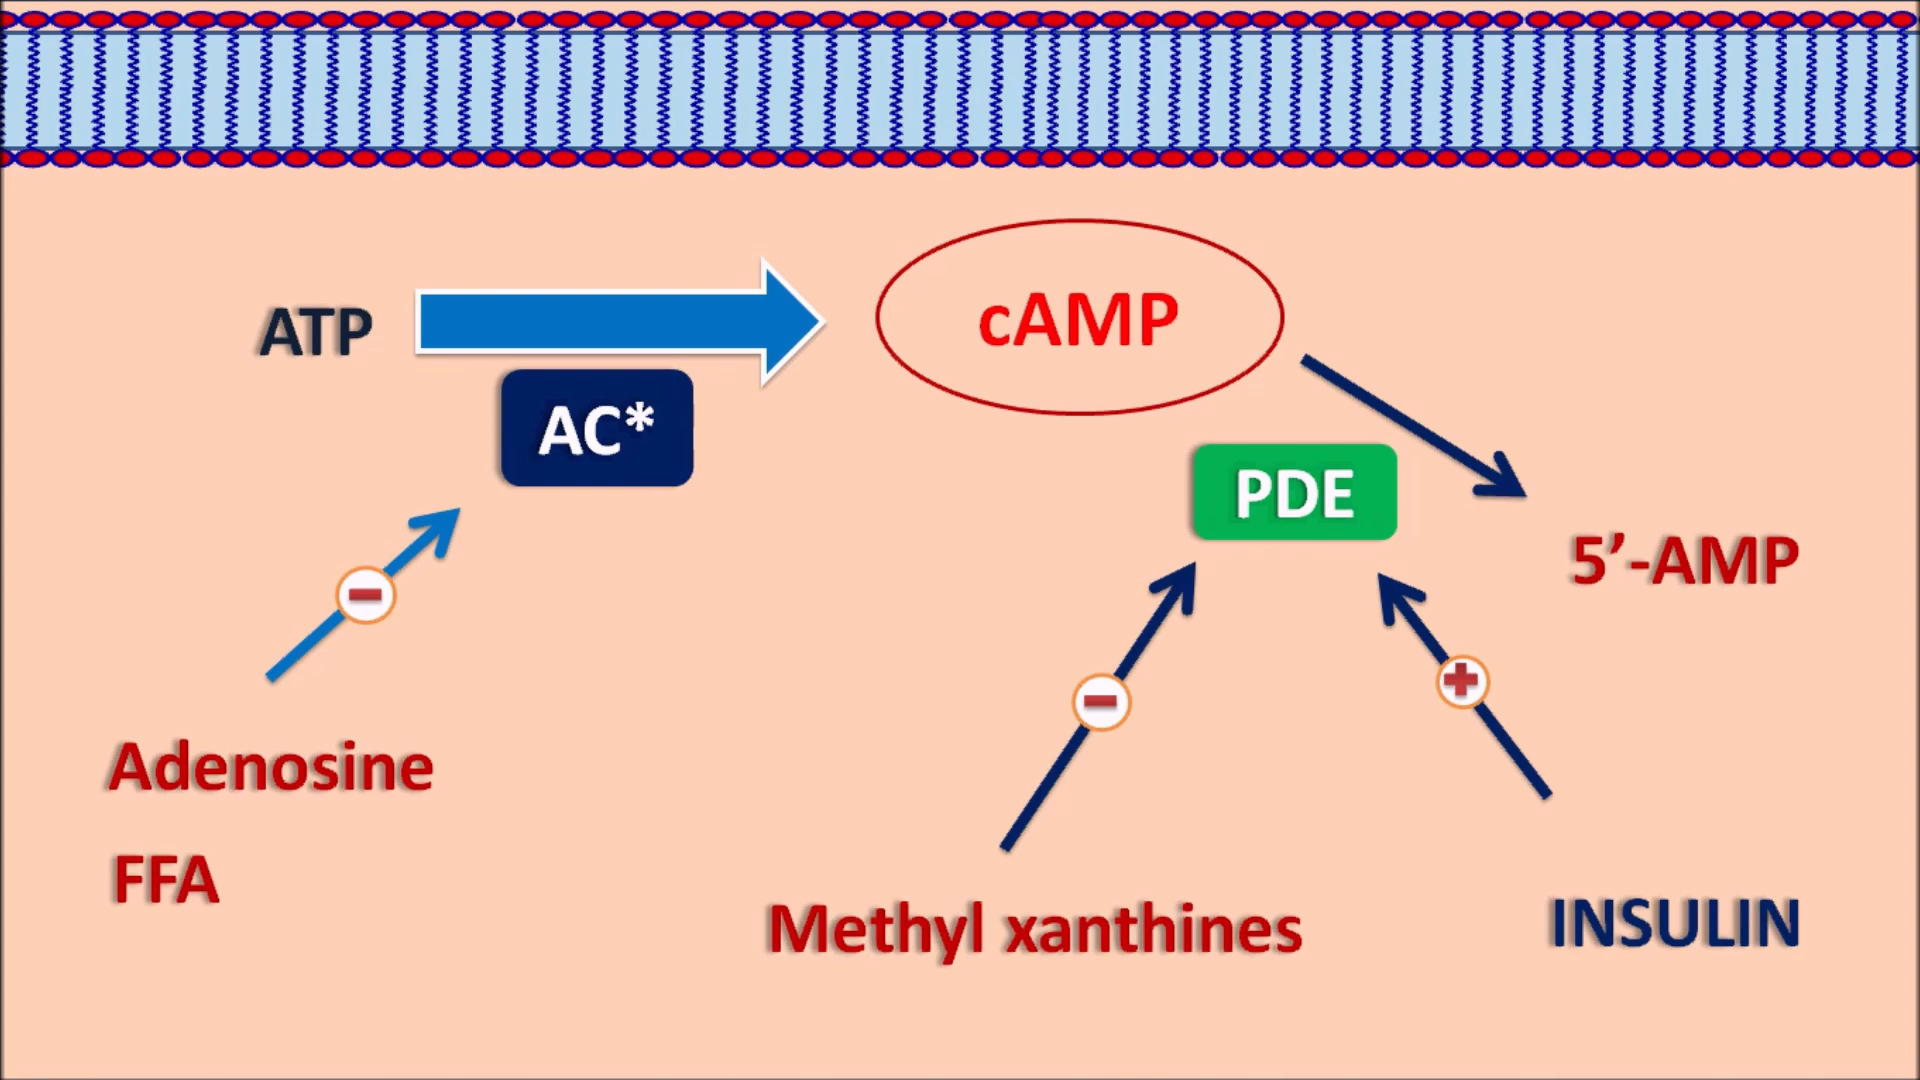 ATP
cAMP
AC*
PDE
5’-AMP
Adenosine
FFA
Methyl xanthines
INSULIN